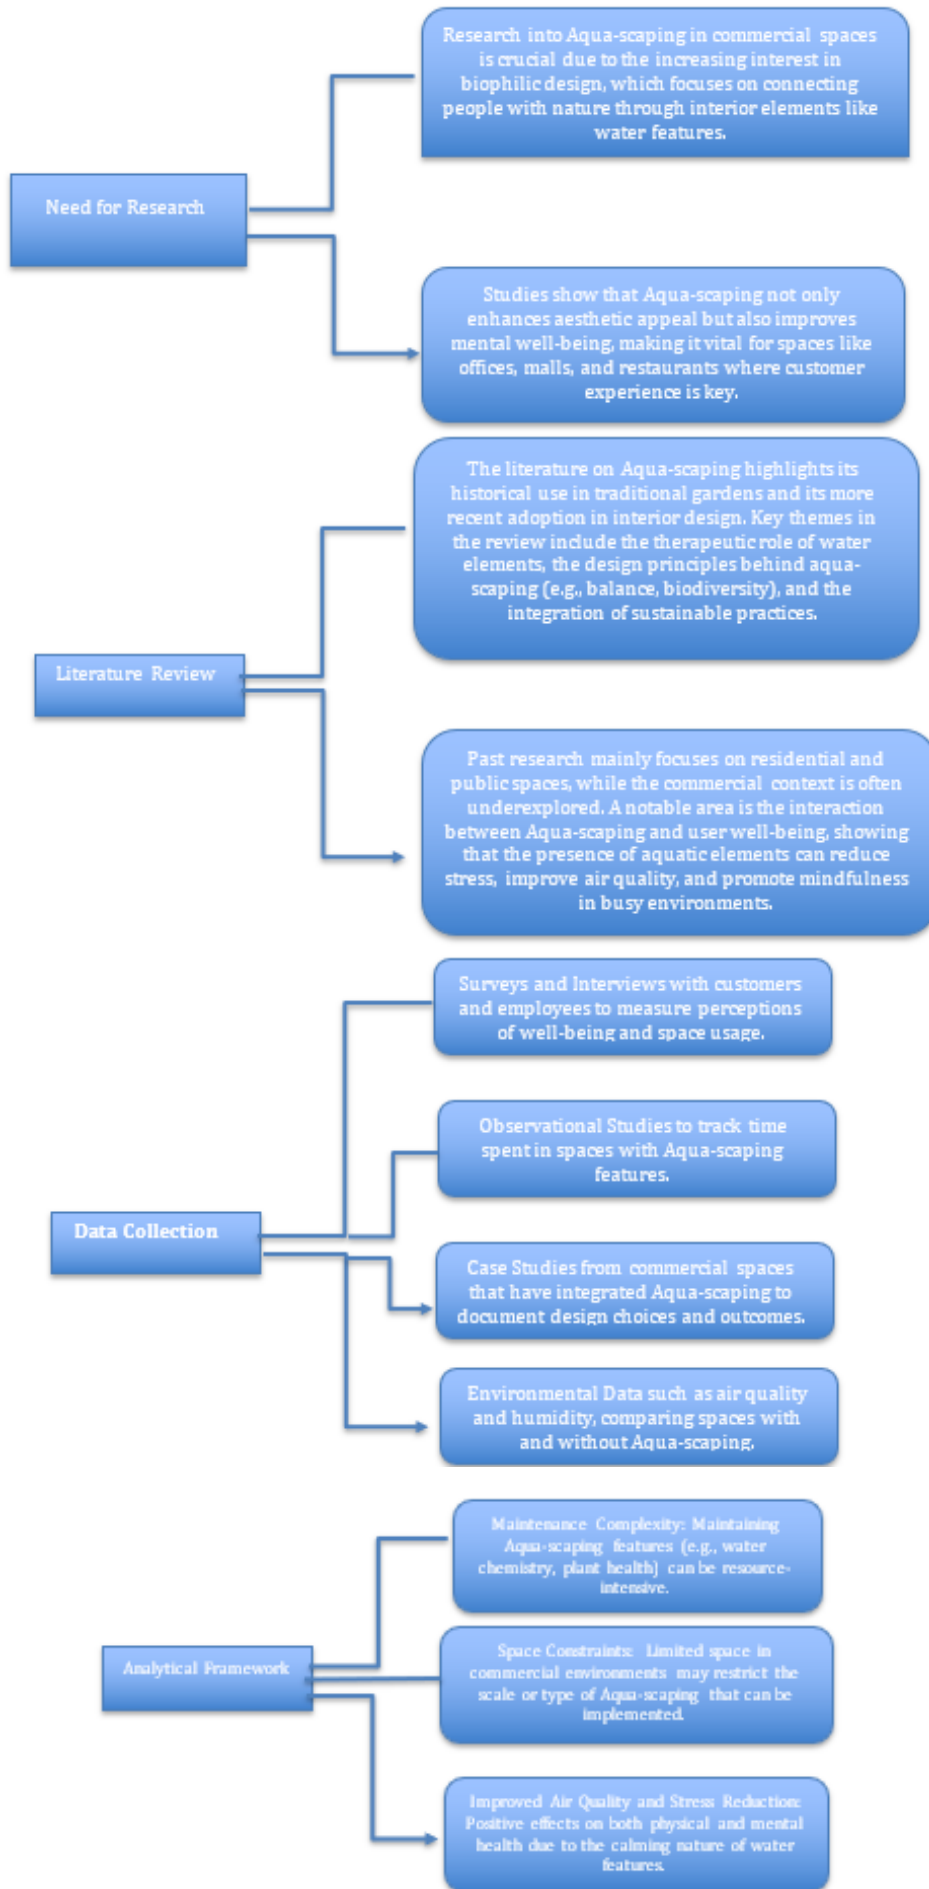 Research into Aqua-scaping in commercial spaces
is crucial due to the increasing interest in
biophilic design, which focuses on connecting
people with nature through interior elements like
water features.
Need for Research
Studies show that Aqua-scaping not only
enhances aesthetic appeal but also improves
mental well-being, making it vital for spaces like
offices, malls, and restaurants where customer
experience is key.
The literature on Aqua-scaping highlights its
historical use in traditional gardens and its more
recent adoption in interior design. Key themes in
the review include the therapeutic role of water
elements, the design principles behind aqua-
scaping (e.g., balance, biodiversity), and the
integration of sustainable practices.
Literature Review
Past research mainly focuses on residential and
public spaces, while the commercial context is often
underexplored. A notable area is the interaction
between Aqua-scaping and user well-being, showing
that the presence of aquatic elements can reduce
stress, improve air quality, and promote mindfulness
in busy environments.
Surveys and Interviews with customers
and employees to measure perceptions
of well-being and space usage.
Observational Studies to track time
spent in spaces with Aqua-scaping
features.
Data Collection
Case Studies from commercial spaces
that have integrated Aqua-scaping to
document design choices and outcomes.
Environmental Data such as air quality
and humidity, comparing spaces with
and without Aqua-scaping.
Maintenance Complexity: Maintaining
Aqua-scaping features (e.g., water
chemistry, plant health) can be resource-
intensive.
Analytical Framework
Space Constraints: Limited space in
commercial environments may restrict the
scale or type of Aqua-scaping that can be
implemented.
Improved Air Quality and Stress Reduction:
Positive effects on both physical and mental
health due to the calming nature of water
features.